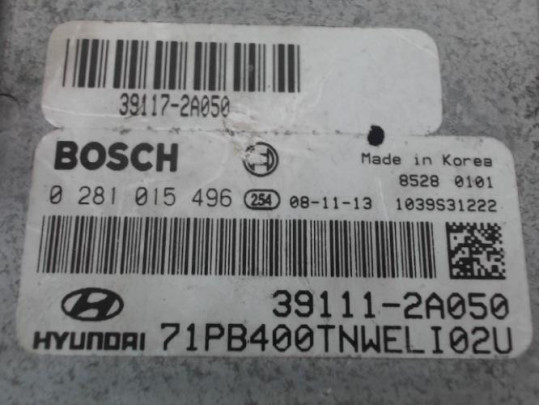 39117-2A050
BOSCH Made in Korea
8528 0101
0 281 015 496 254 08-11-13 1039S31222
39111-2A050
HYUNDAI 71PB400TNWELI02U